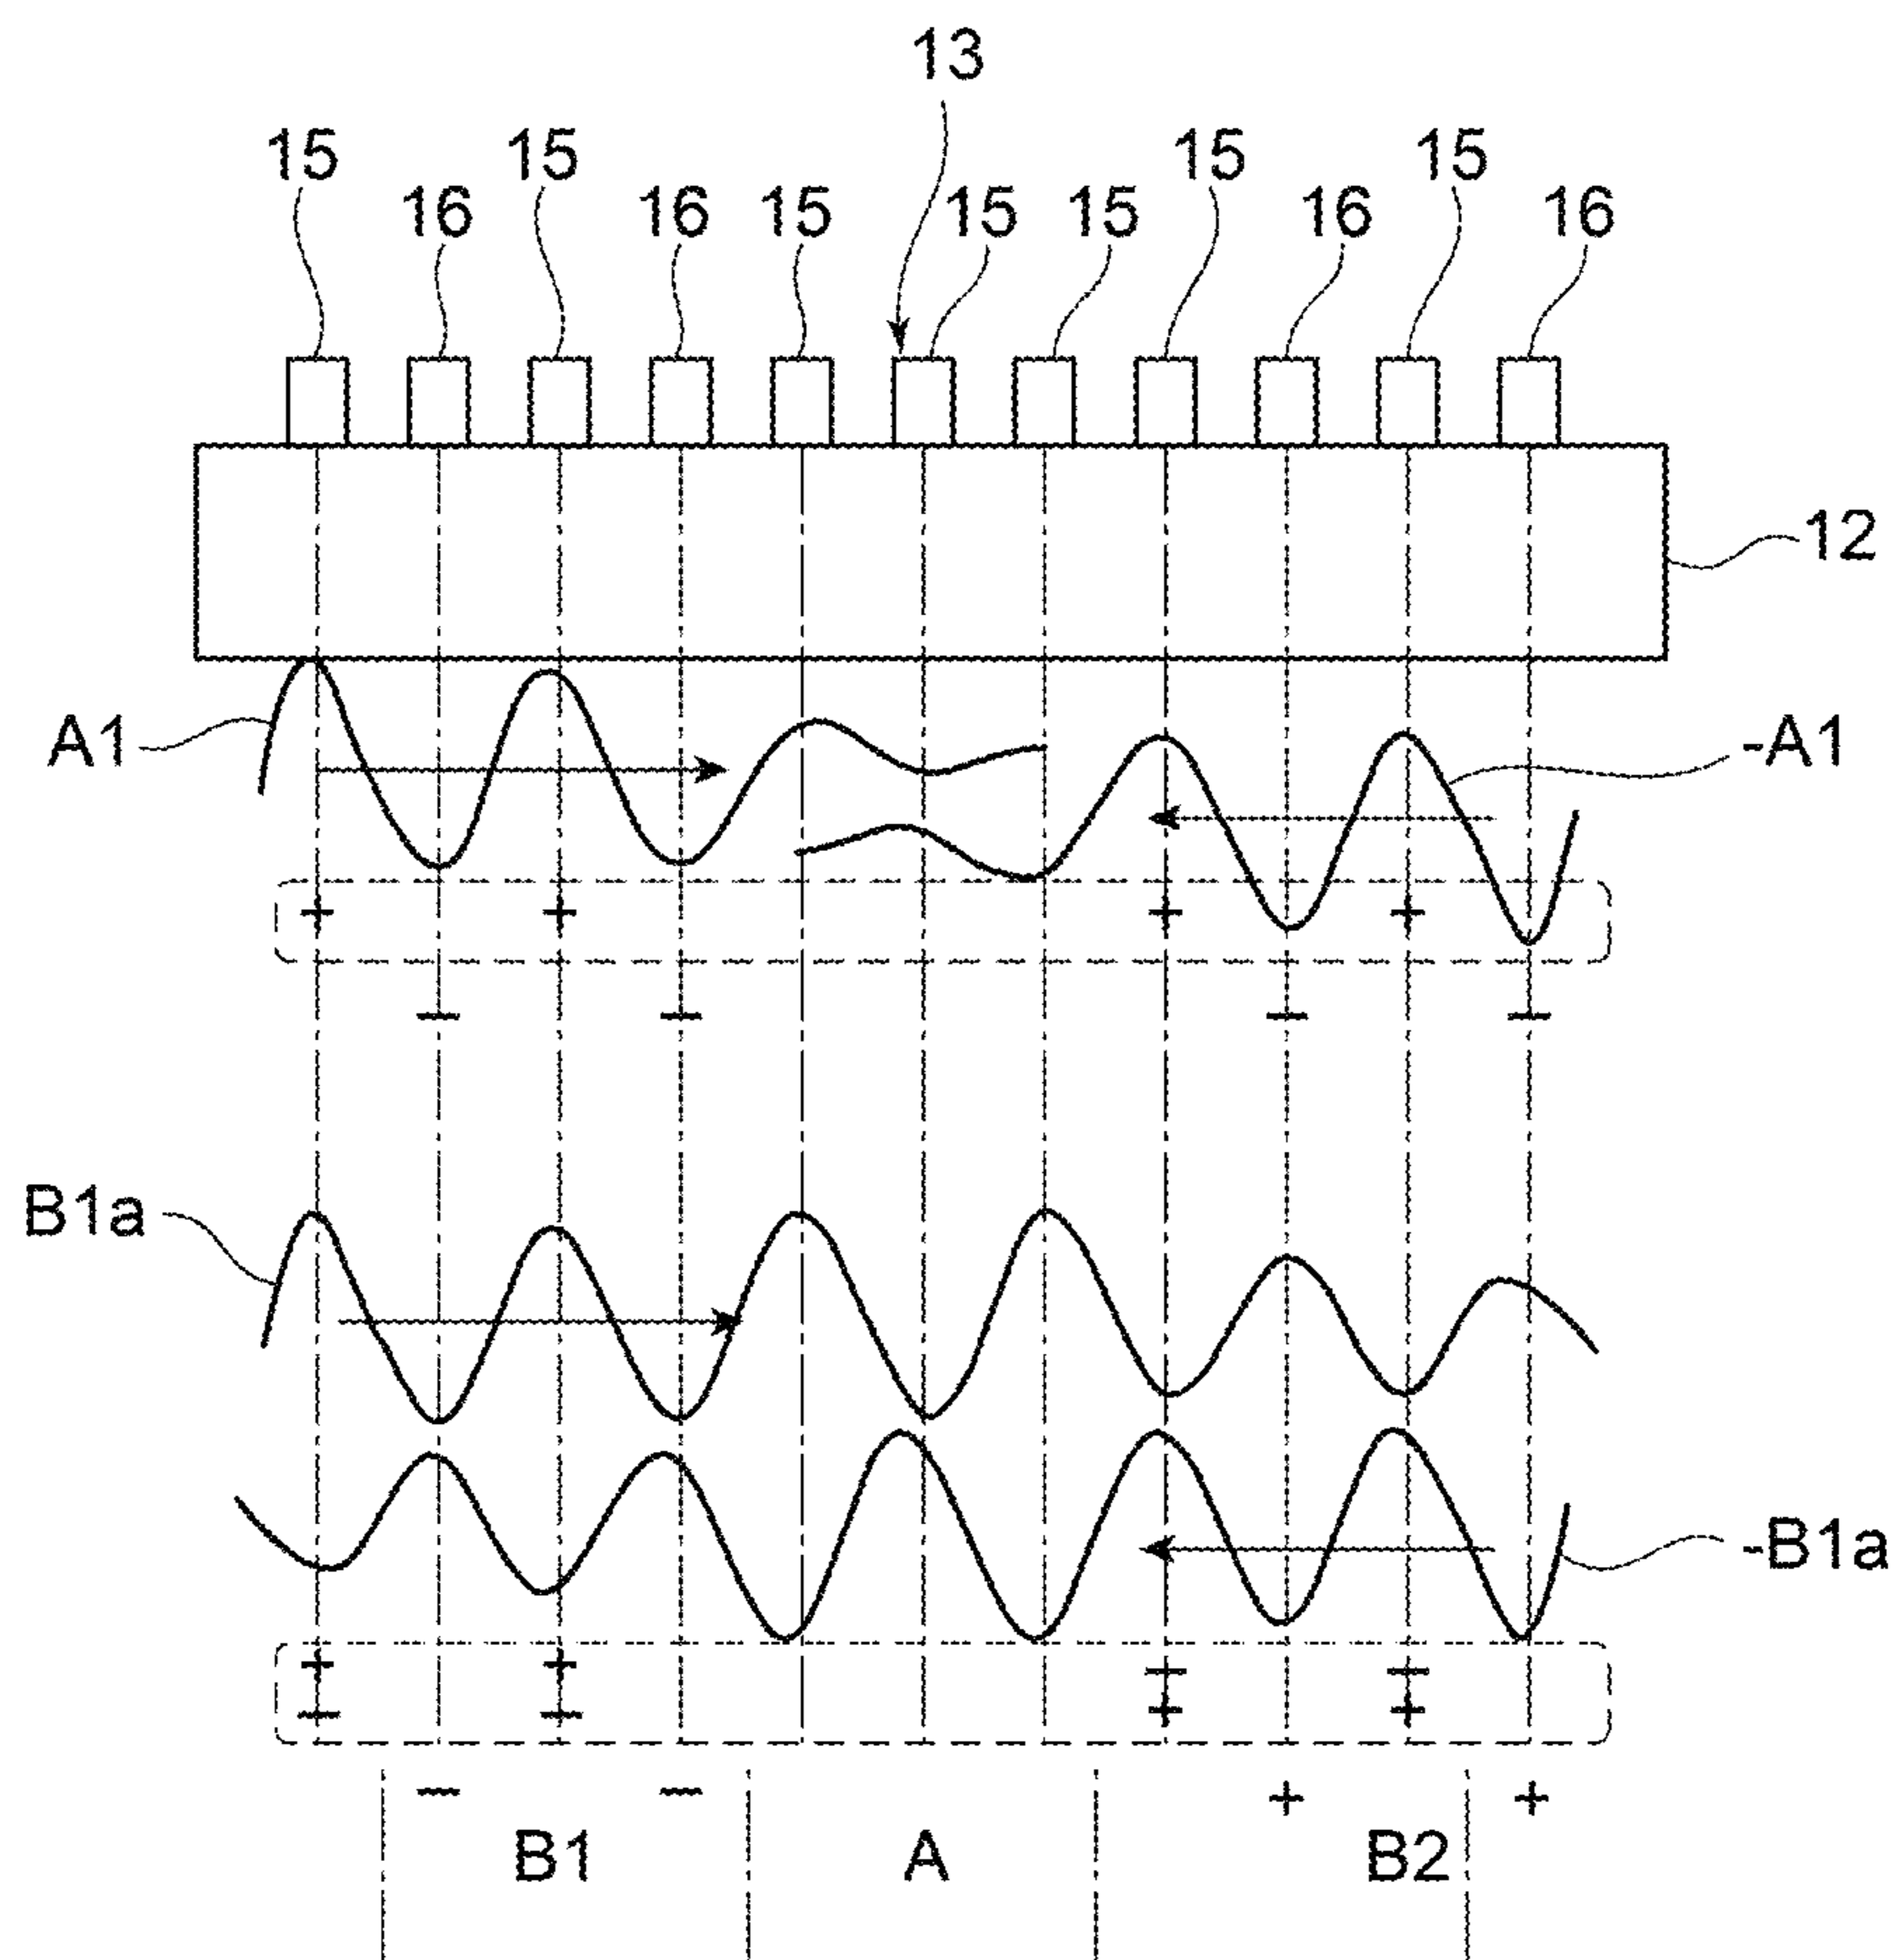 13
15 15 15 15
16 16 15 15 15 16 16
12
A1 -A1
+ + + +
− − − −
B1a
-B1a
+ + − −
− − + +
− − + +
B1 A B2